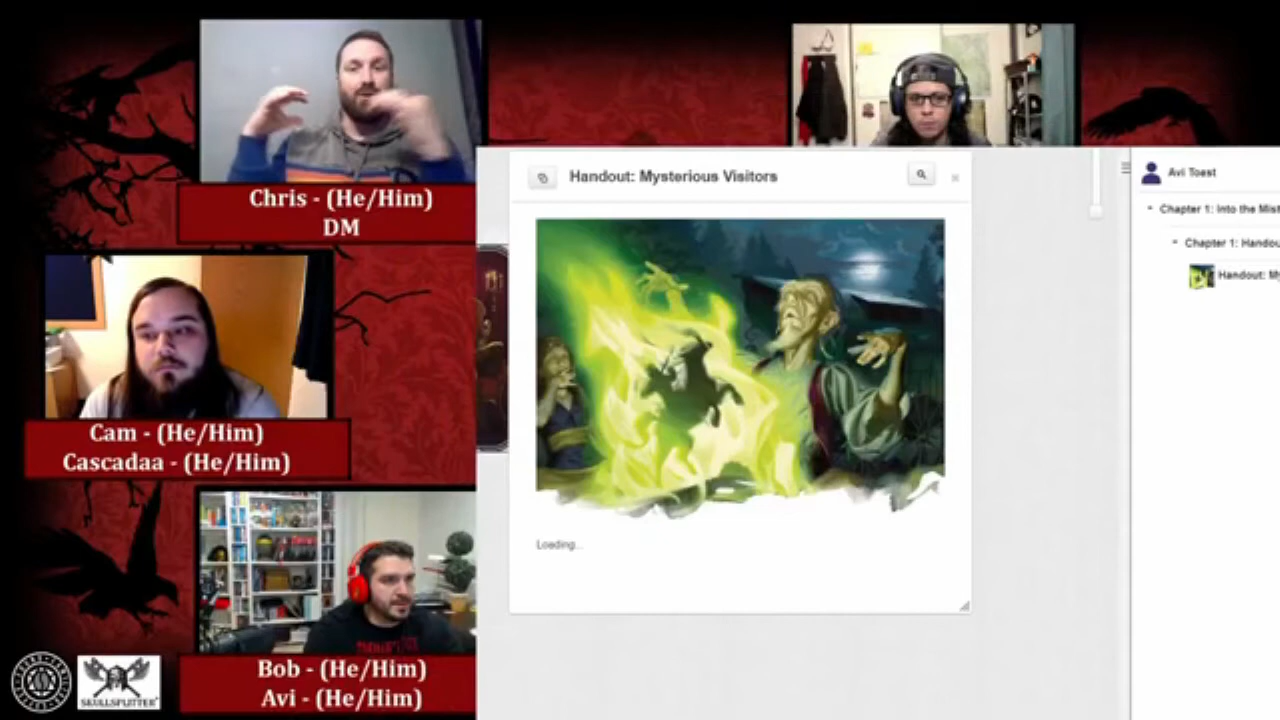 Chris - (He/Him)
DM
Cam - (He/Him)
Cascadaa - (He/Him)
Bob - (He/Him)
Avi - (He/Him)
SKULLSPLITTER
Handout: Mysterious Visitors
Loading...
Avi Toast
Chapter 1: Into the Mist
Chapter 1: Handou
Handout: My